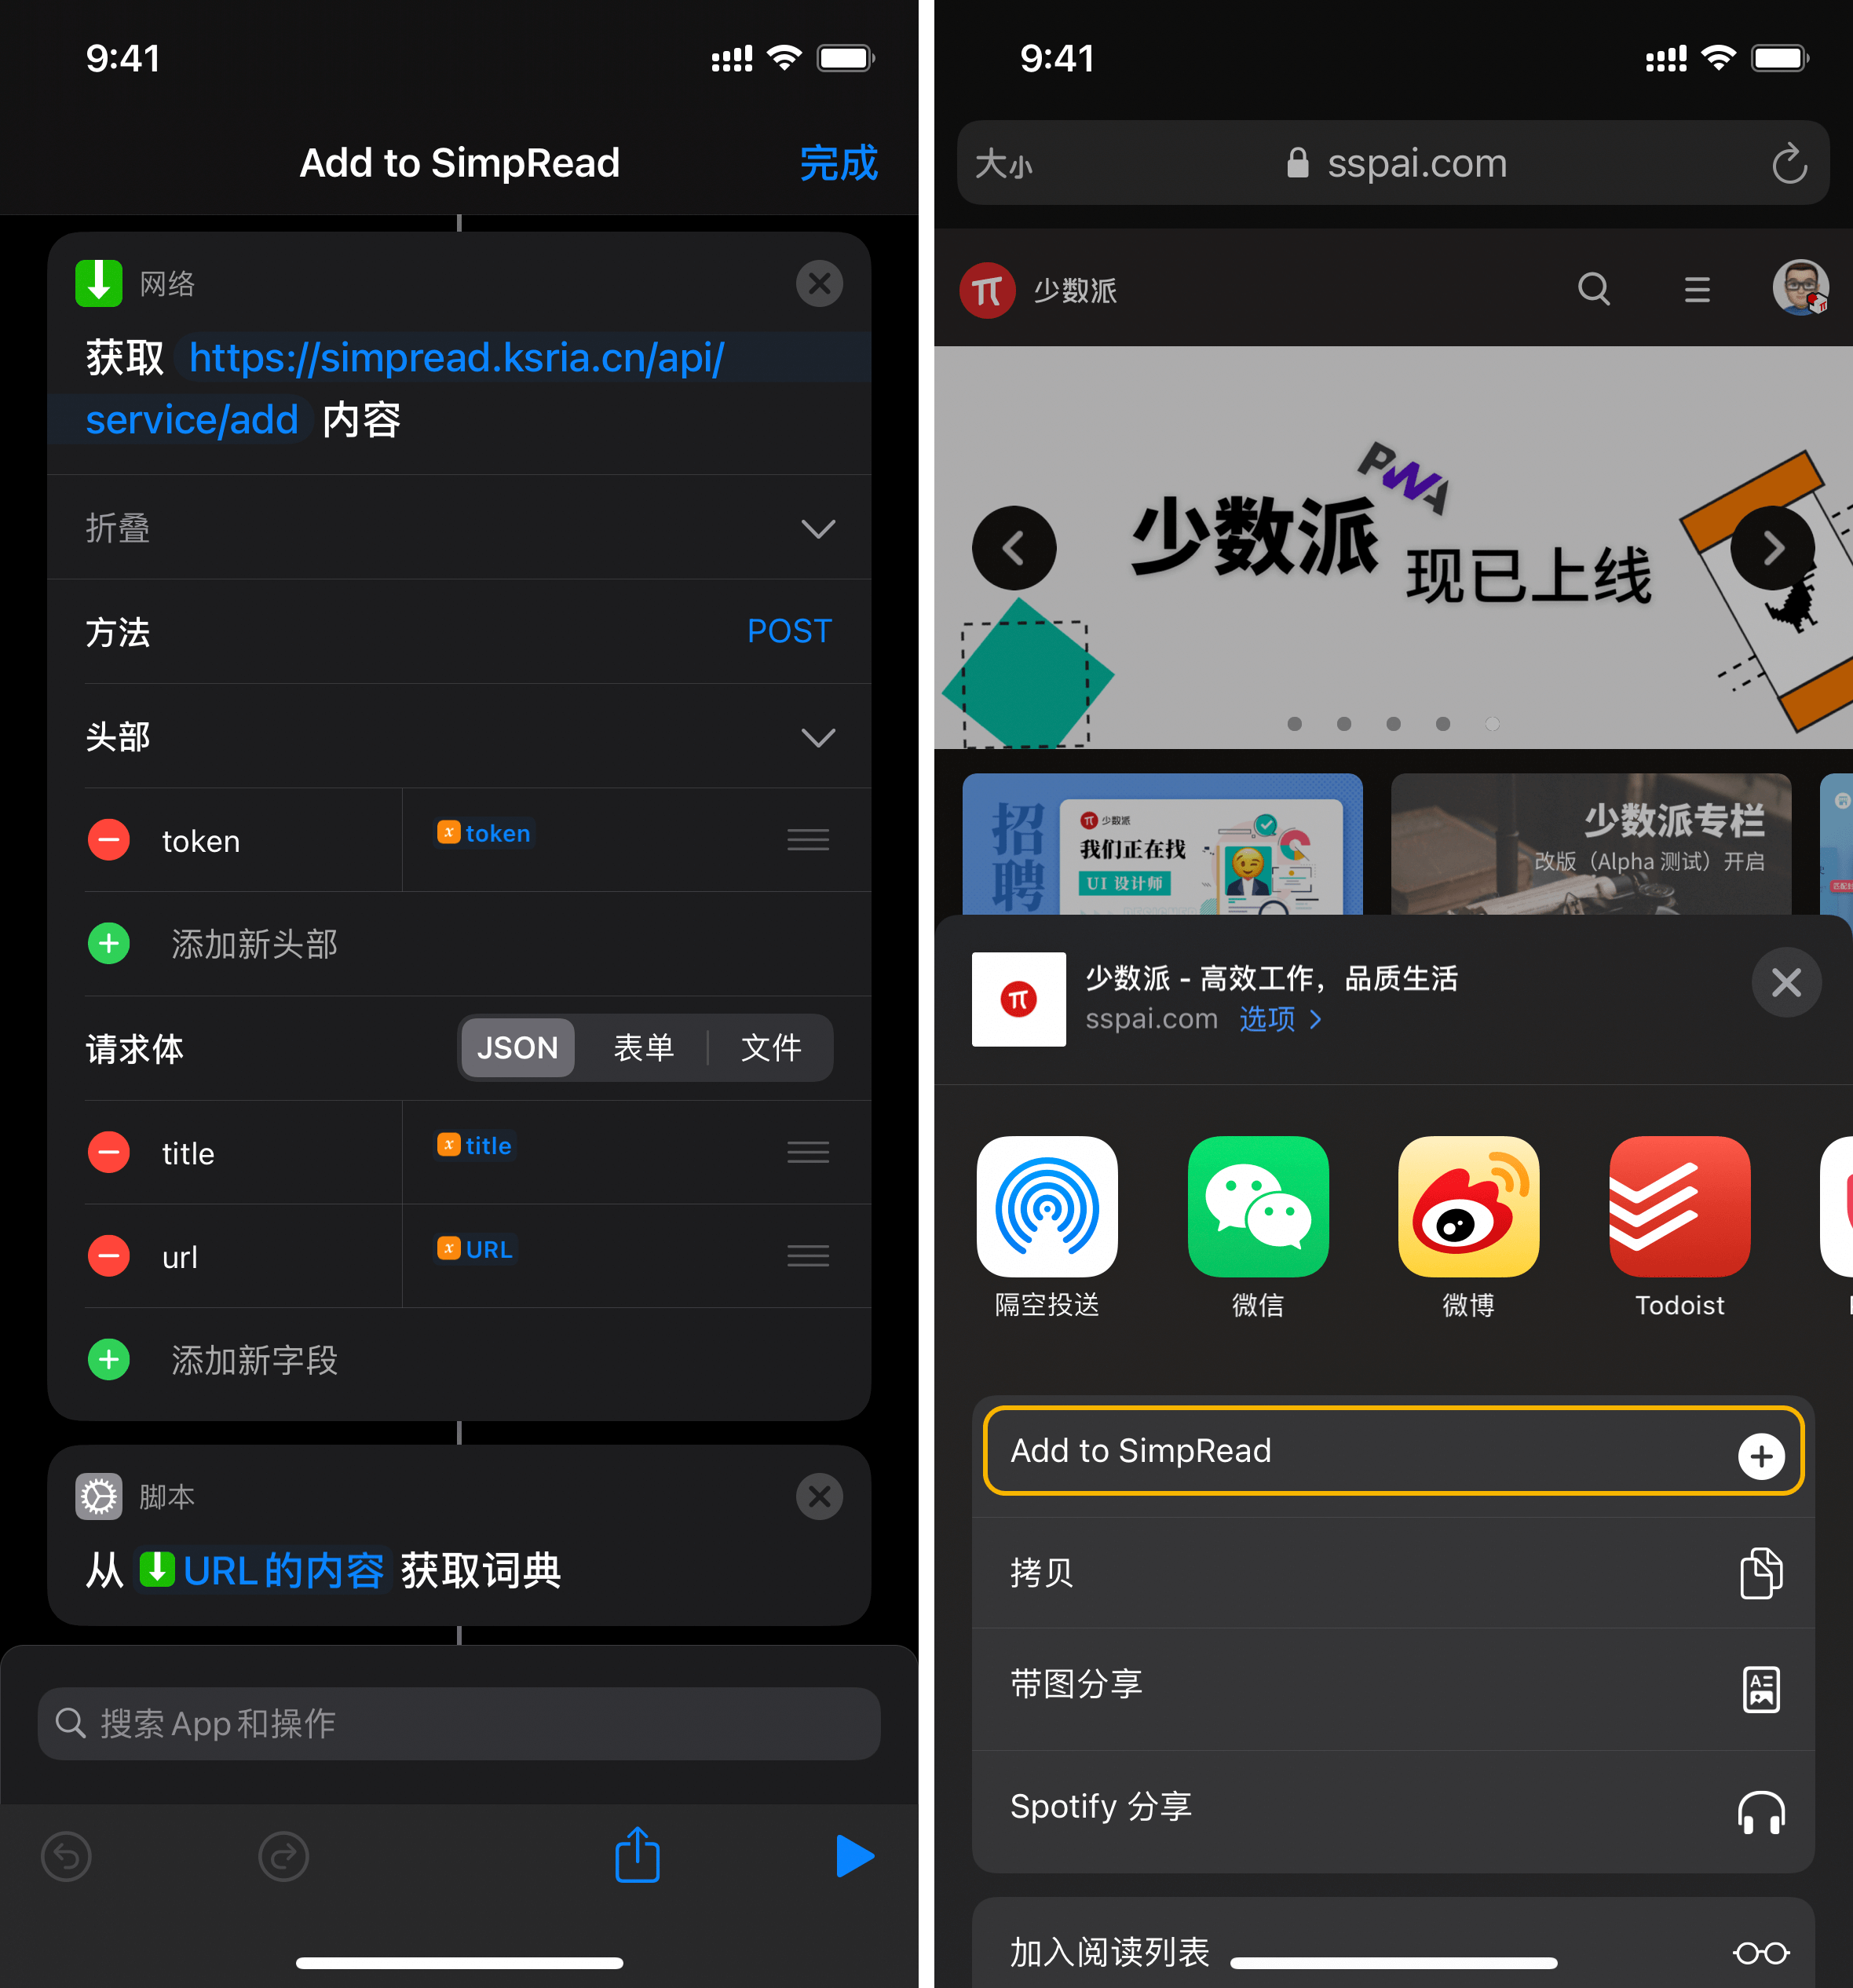 9:41
Add to SimpRead
完成
网络
获取 https://simpread.ksria.cn/api/
service/add 内容
折叠
方法
POST
头部
token
token
添加新头部
请求体
JSON
表单
文件
title
title
url
URL
添加新字段
脚本
从 URL的内容 获取词典
搜索 App 和操作
9:41
大小
sspai.com
少数派
少数派
PWA
现已上线
招聘
少数派
我们正在找
UI 设计师
少数派专栏
改版（Alpha 测试）开启
少数派 - 高效工作，品质生活
sspai.com 选项
隔空投送
微信
微博
Todoist
Add to SimpRead
拷贝
带图分享
Spotify 分享
加入阅读列表